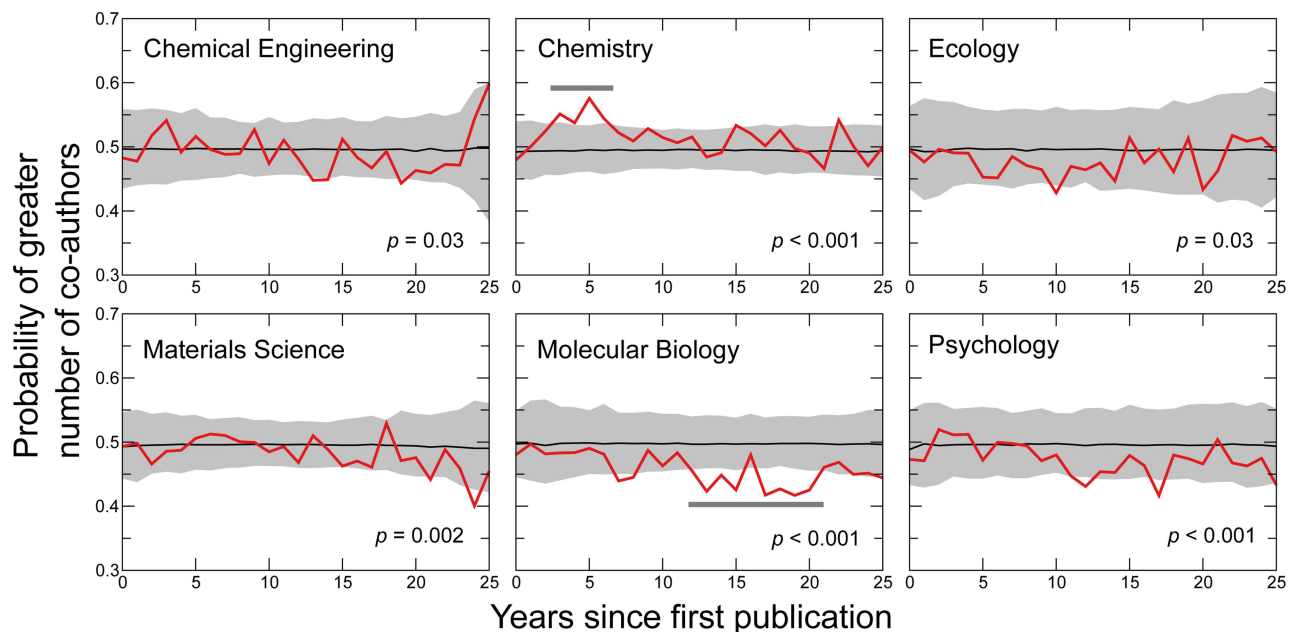 Probability of greater
number of co-authors
0.7
0.6
0.5
0.4
0.3
Chemical Engineering
p = 0.03
0 5 10 15 20 25
Chemistry
p < 0.001
0 5 10 15 20 25
Ecology
p = 0.03
0 5 10 15 20 25
0.7
0.6
0.5
0.4
0.3
Materials Science
p = 0.002
0 5 10 15 20 25
Molecular Biology
p < 0.001
0 5 10 15 20 25
Psychology
p < 0.001
0 5 10 15 20 25
Years since first publication